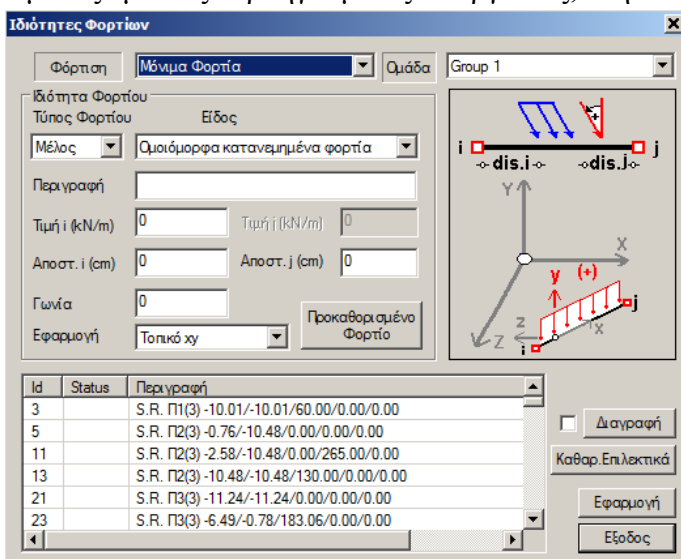 Ιδιότητες Φορτίων
Φόρτιση Μόνιμα Φορτία Ομάδα Group 1
Ιδιότητα Φορτίου
Τύπος Φορτίου Είδος
Μέλος Ομοιόμορφα κατανεμημένα φορτία
Περιγραφή
Τιμή i (kN/m) 0 Τιμή j (kN/m) 0
Αποστ. i (cm) 0 Αποστ. j (cm) 0
Γωνία 0
Προκαθορισμένο Φορτίο
Εφαρμογή Τοπικό xy
+
i j
dis.i dis.j
Y
X
y (+)
j
z x
Z
i
Id Status Περιγραφή
3 S.R. Π1(3) -10.01/-10.01/60.00/0.00/0.00
5 S.R. Π2(3) -0.76/-10.48/0.00/0.00/0.00
11 S.R. Π2(3) -2.58/-10.48/0.00/265.00/0.00
13 S.R. Π2(3) -10.48/-10.48/130.00/0.00/0.00
21 S.R. Π3(3) -11.24/-11.24/0.00/0.00/0.00
23 S.R. Π3(3) -6.49/-0.78/183.06/0.00/0.00
Διαγραφή
Καθαρ.Επιλεκτικά
Εφαρμογή
Εξοδος